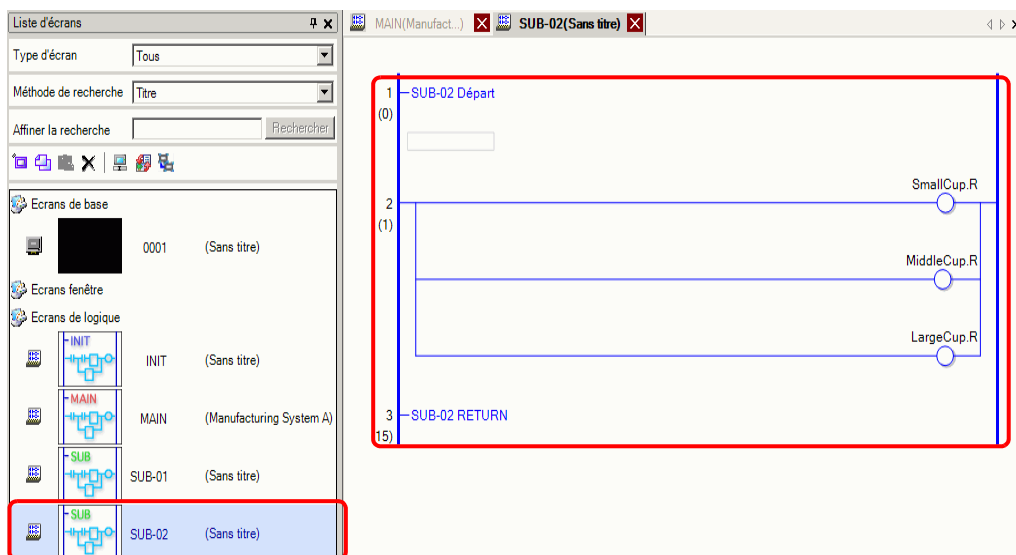 Liste d'écrans
Type d'écran Tous
Méthode de recherche Titre
Affiner la recherche Rechercher
Ecrans de base
0001 (Sans titre)
Ecrans fenêtre
Ecrans de logique
INIT
INIT (Sans titre)
MAIN
MAIN (Manufacturing System A)
SUB
SUB-01 (Sans titre)
SUB
SUB-02 (Sans titre)
MAIN(Manufact...) SUB-02(Sans titre)
1 SUB-02 Départ
(0)
SmallCup.R
2
(1)
MiddleCup.R
LargeCup.R
3 SUB-02 RETURN
15)